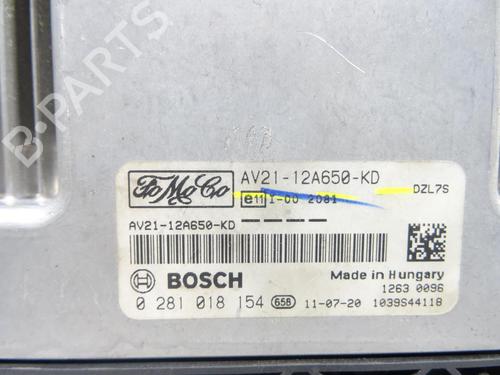 FoMoCo
AV21-12A650-KD
e11 I-00 2081
DZL7S
AV21-12A650-KD
BOSCH
Made in Hungary
1263 0096
0 281 018 154 658 11-07-20 1039S44118
B-PARTS